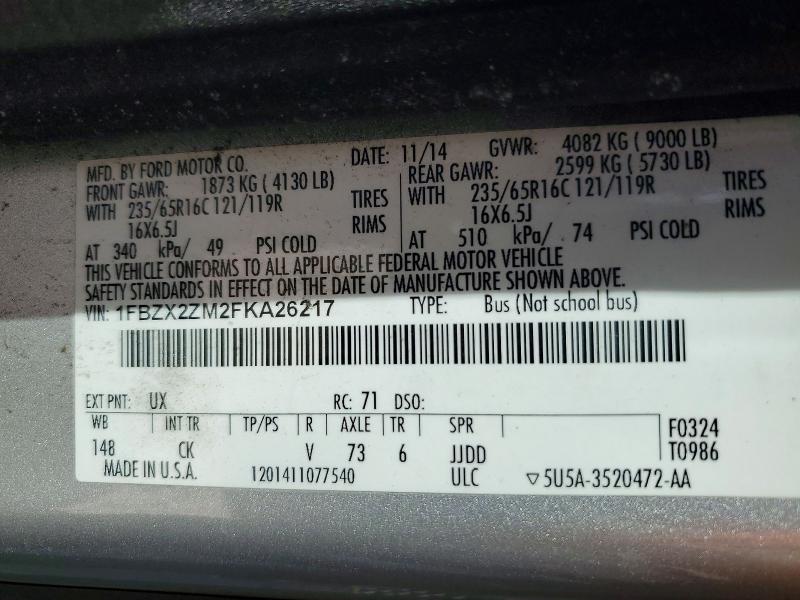 MFD. BY FORD MOTOR CO. DATE: 11/14 GVWR: 4082 KG ( 9000 LB)
FRONT GAWR: 1873 KG ( 4130 LB) REAR GAWR: 2599 KG ( 5730 LB)
WITH 235/65R16C 121/119R TIRES WITH 235/65R16C 121/119R TIRES
16X6.5J RIMS 16X6.5J RIMS
AT 340 kPa/ 49 PSI COLD AT 510 kPa/ 74 PSI COLD
THIS VEHICLE CONFORMS TO ALL APPLICABLE FEDERAL MOTOR VEHICLE
SAFETY STANDARDS IN EFFECT ON THE DATE OF MANUFACTURE SHOWN ABOVE.
VIN: 1FBZX2ZM2FKA26217 TYPE: Bus (Not school bus)
EXT PNT: UX RC: 71 DSO:
WB INT TR TP/PS R AXLE TR SPR F0324
148 CK V 73 6 JJDD T0986
MADE IN U.S.A. 1201411077540 ULC ▽5U5A-3520472-AA